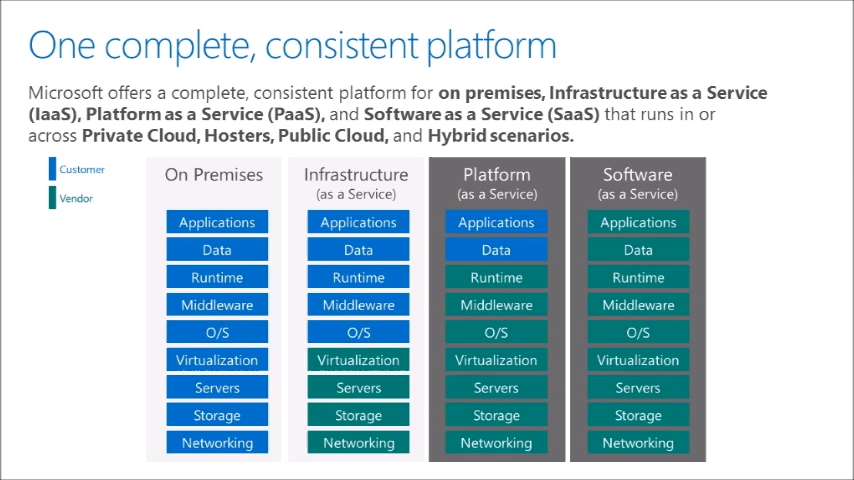 One complete, consistent platform
Microsoft offers a complete, consistent platform for on premises, Infrastructure as a Service
(IaaS), Platform as a Service (PaaS), and Software as a Service (SaaS) that runs in or
across Private Cloud, Hosters, Public Cloud, and Hybrid scenarios.
Customer
Vendor
On Premises
Applications
Data
Runtime
Middleware
O/S
Virtualization
Servers
Storage
Networking
Infrastructure
(as a Service)
Applications
Data
Runtime
Middleware
O/S
Virtualization
Servers
Storage
Networking
Platform
(as a Service)
Applications
Data
Runtime
Middleware
O/S
Virtualization
Servers
Storage
Networking
Software
(as a Service)
Applications
Data
Runtime
Middleware
O/S
Virtualization
Servers
Storage
Networking